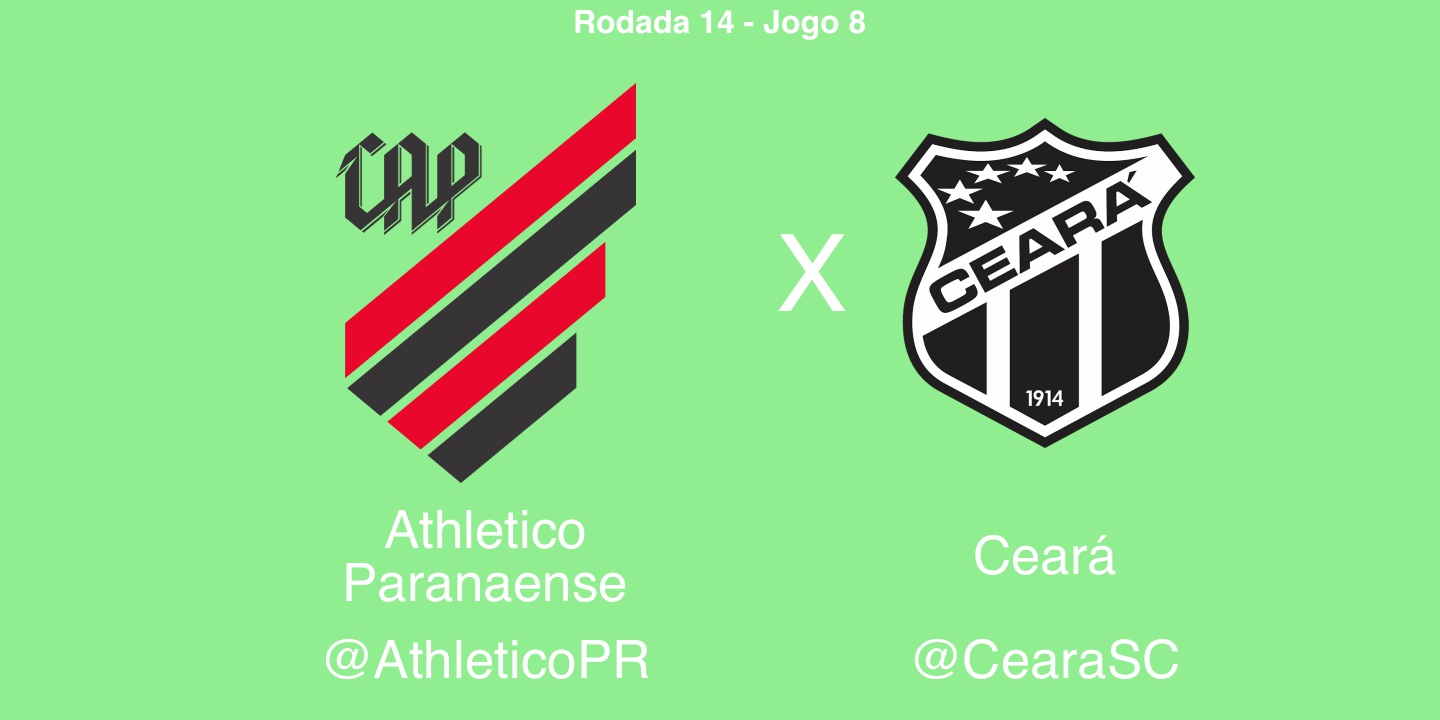 Rodada 14 - Jogo 8
CAP
X
CEARÁ
1914
Athletico
Paranaense
Ceará
@AthleticoPR
@CearaSC